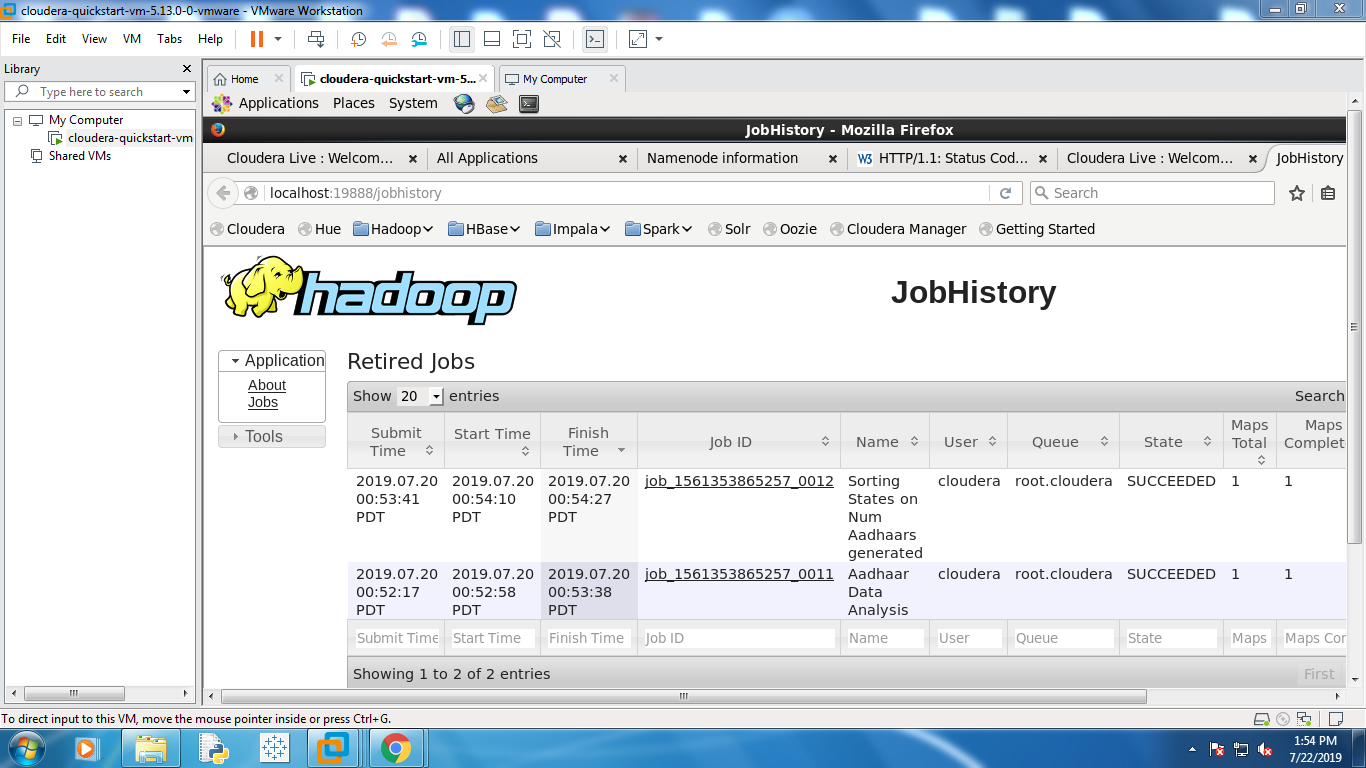 cloudera-quickstart-vm-5.13.0-0-vmware - VMware Workstation
File Edit View VM Tabs Help
Library
Type here to search
My Computer
cloudera-quickstart-vm
Shared VMs
Home
cloudera-quickstart-vm-5...
My Computer
Applications Places System
JobHistory - Mozilla Firefox
Cloudera Live : Welcom...
All Applications
Namenode information
W3 HTTP/1.1: Status Cod...
Cloudera Live : Welcom...
JobHistory
localhost:19888/jobhistory
Search
Cloudera Hue Hadoop HBase Impala Spark Solr Oozie Cloudera Manager Getting Started
hadoop
JobHistory
Application
About
Jobs
Tools
Retired Jobs
Show 20 entries
Search
Submit Time
Start Time
Finish Time
Job ID
Name
User
Queue
State
Maps Total
Maps Complet
2019.07.20 00:53:41 PDT
2019.07.20 00:54:10 PDT
2019.07.20 00:54:27 PDT
job_1561353865257_0012
Sorting States on Num Aadhaars generated
cloudera
root.cloudera
SUCCEEDED
1
1
2019.07.20 00:52:17 PDT
2019.07.20 00:52:58 PDT
2019.07.20 00:53:38 PDT
job_1561353865257_0011
Aadhaar Data Analysis
cloudera
root.cloudera
SUCCEEDED
1
1
Submit Time
Start Time
Finish Time
Job ID
Name
User
Queue
State
Maps
Maps Con
Showing 1 to 2 of 2 entries
First
To direct input to this VM, move the mouse pointer inside or press Ctrl+G.
1:54 PM
7/22/2019